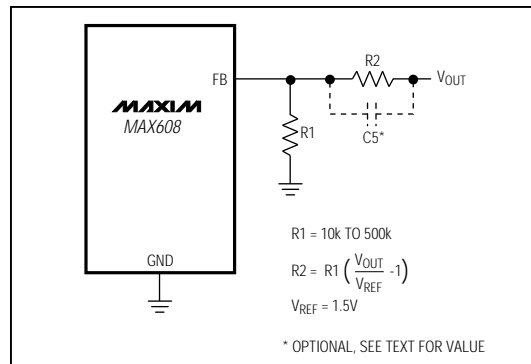 FB
R2
VOUT
MAXIM
MAX608
R1
C5*
GND
R1 = 10k TO 500k
R2 = R1 ( VOUT / VREF -1)
VREF = 1.5V
* OPTIONAL, SEE TEXT FOR VALUE